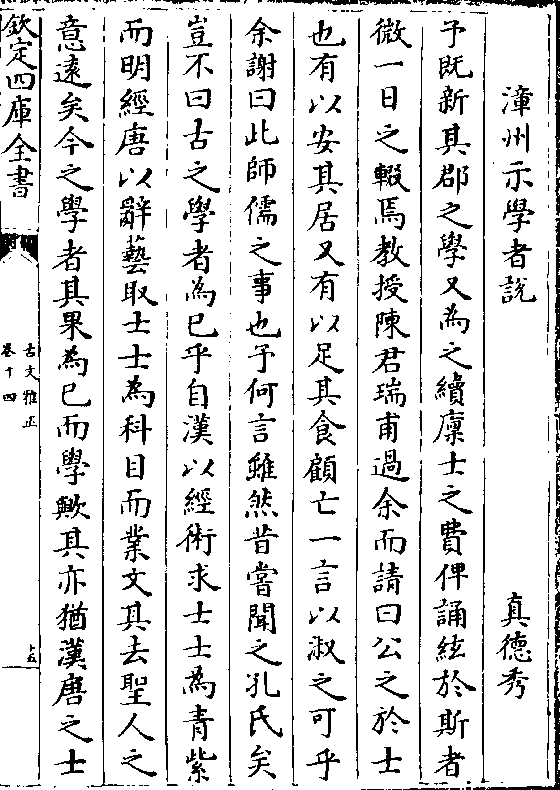 漳州示學者説　真德秀
予既新其郡之學又為之續廪士之費俾誦絃於斯者
微一日之輟焉教授陳君瑞甫過余而請曰公之於士
也有以安其居又有以足其食顧亡一言以淑之可乎
余謝曰此師儒之事也予何言雖然昔嘗聞之孔氏矣
豈不曰古之學者為已乎自漢以經術求士士為青紫
而明經唐以辭藝取士士為科目而業文其去聖人之
意逺矣今之學者其果為已而學歟其亦猶漢唐之士
欽定四庫全書
古文雅正
卷十四
十五